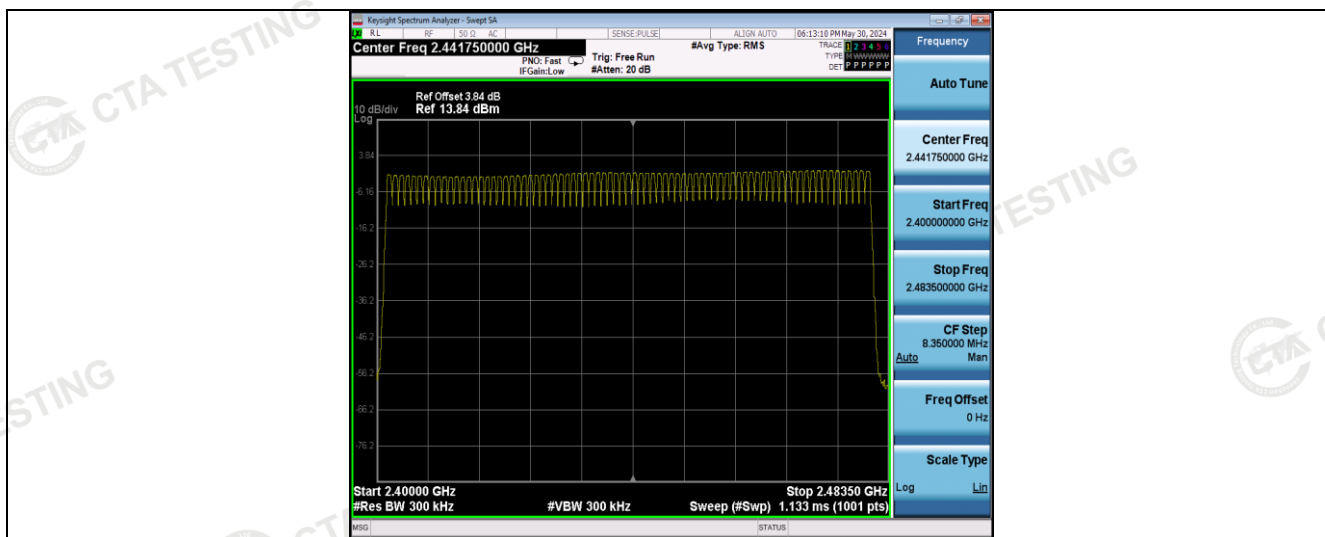 CTA TESTING
Keysight Spectrum Analyzer - Swept SA
RL RF 50 Ω AC SENSE:PULSE ALIGN AUTO 06:13:10 PM May 30, 2024
Center Freq 2.441750000 GHz #Avg Type: RMS TRACE 1 2 3 4 5 6
PNO: Fast Trig: Free Run TYPE M WWWWW
IFGain:Low #Atten: 20 dB DET P P P P P P
Frequency
Auto Tune
Ref Offset 3.84 dB
10 dB/div Ref 13.84 dBm
Log
3.84
-6.16
-16.2
-26.2
-36.2
-46.2
-56.2
-66.2
-76.2
Center Freq
2.441750000 GHz
Start Freq
2.400000000 GHz
Stop Freq
2.483500000 GHz
CF Step
8.350000 MHz
Auto Man
Freq Offset
0 Hz
Scale Type
Log Lin
Start 2.40000 GHz Stop 2.48350 GHz
#Res BW 300 kHz #VBW 300 kHz Sweep (#Swp) 1.133 ms (1001 pts)
MSG STATUS
TESTING
STING
CTA